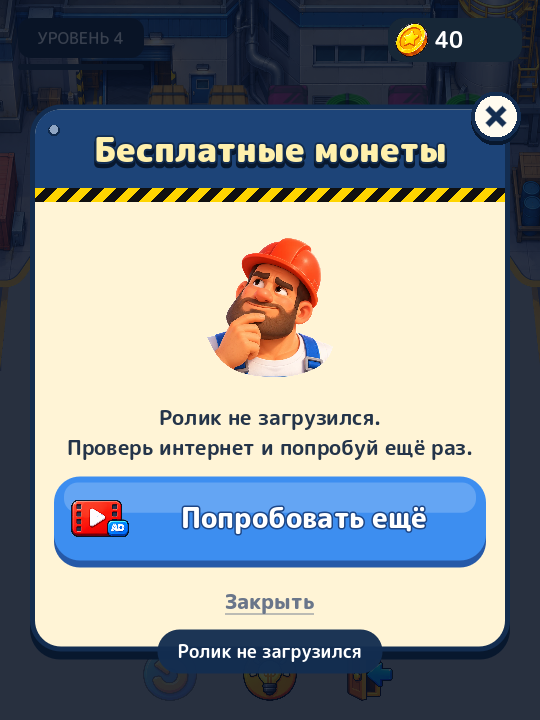 УРОВЕНЬ 4
40
Бесплатные монеты
Ролик не загрузился.
Проверь интернет и попробуй ещё раз.
AD
Попробовать ещё
Закрыть
Ролик не загрузился